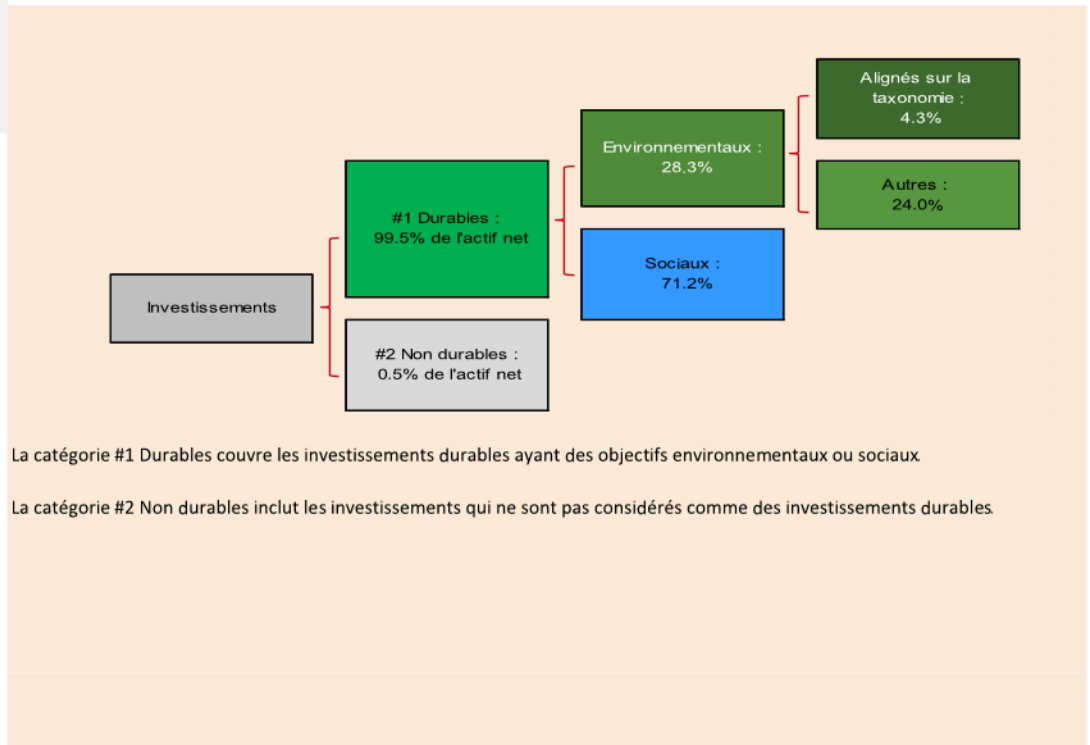 Alignés sur la
taxonomie :
4.3%
Environnementaux :
28.3%
Autres :
24.0%
#1 Durables :
99.5% de l'actif net
Sociaux :
71.2%
Investissements
#2 Non durables :
0.5% de l'actif net
La catégorie #1 Durables couvre les investissements durables ayant des objectifs environnementaux ou sociaux.
La catégorie #2 Non durables inclut les investissements qui ne sont pas considérés comme des investissements durables.